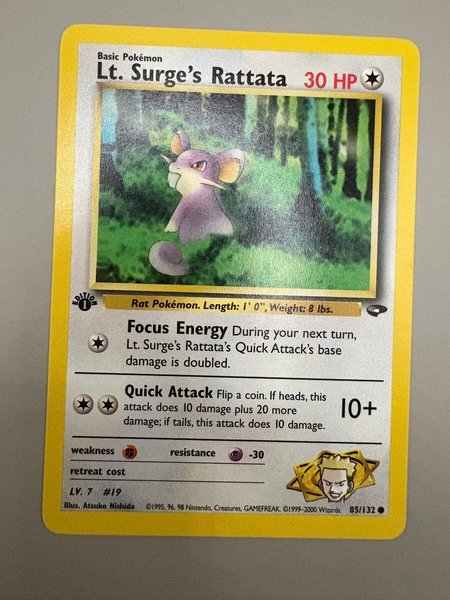 Basic Pokémon
Lt. Surge's Rattata 30 HP
EDITION
1
Rat Pokémon. Length: 1' 0", Weight: 8 lbs.
Focus Energy During your next turn,
Lt. Surge's Rattata's Quick Attack's base
damage is doubled.
Quick Attack Flip a coin. If heads, this
attack does 10 damage plus 20 more
damage; if tails, this attack does 10 damage.
10+
weakness resistance -30
retreat cost
LV. 7 #19
Illus. Atsuko Nishida ©1995, 96, 98 Nintendo, Creatures, GAMEFREAK. ©1999-2000 Wizards. 85/132